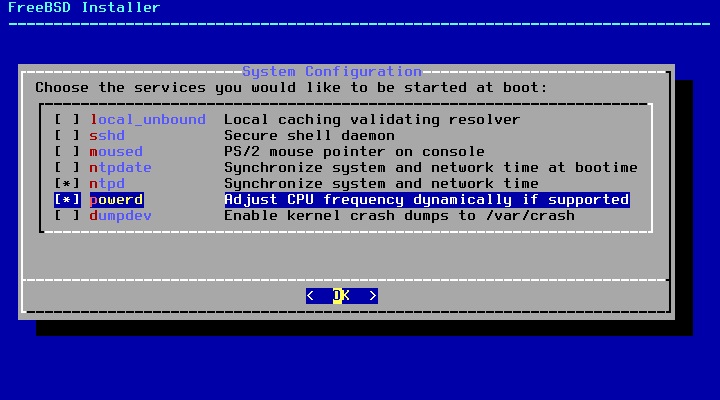 FreeBSD Installer
System Configuration
Choose the services you would like to be started at boot:
[ ] local_unbound Local caching validating resolver
[ ] sshd Secure shell daemon
[ ] moused PS/2 mouse pointer on console
[ ] ntpdate Synchronize system and network time at bootime
[*] ntpd Synchronize system and network time
[*] powerd Adjust CPU frequency dynamically if supported
[ ] dumpdev Enable kernel crash dumps to /var/crash
< OK >